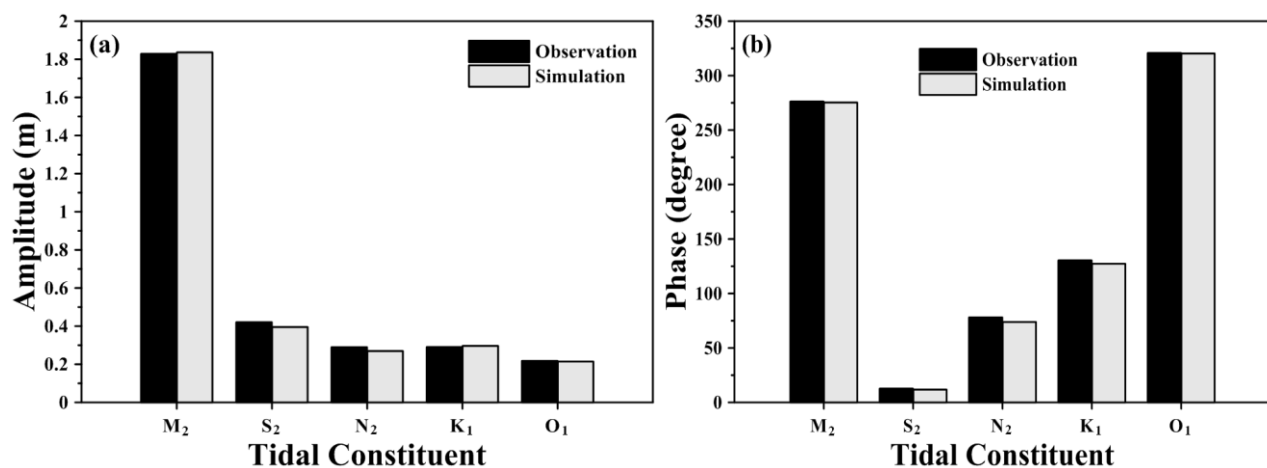 (a)
Observation
Simulation
Amplitude (m)
2
1.8
1.6
1.4
1.2
1
0.8
0.6
0.4
0.2
0
M₂ S₂ N₂ K₁ O₁
Tidal Constituent
(b)
Observation
Simulation
Phase (degree)
350
300
250
200
150
100
50
0
M₂ S₂ N₂ K₁ O₁
Tidal Constituent